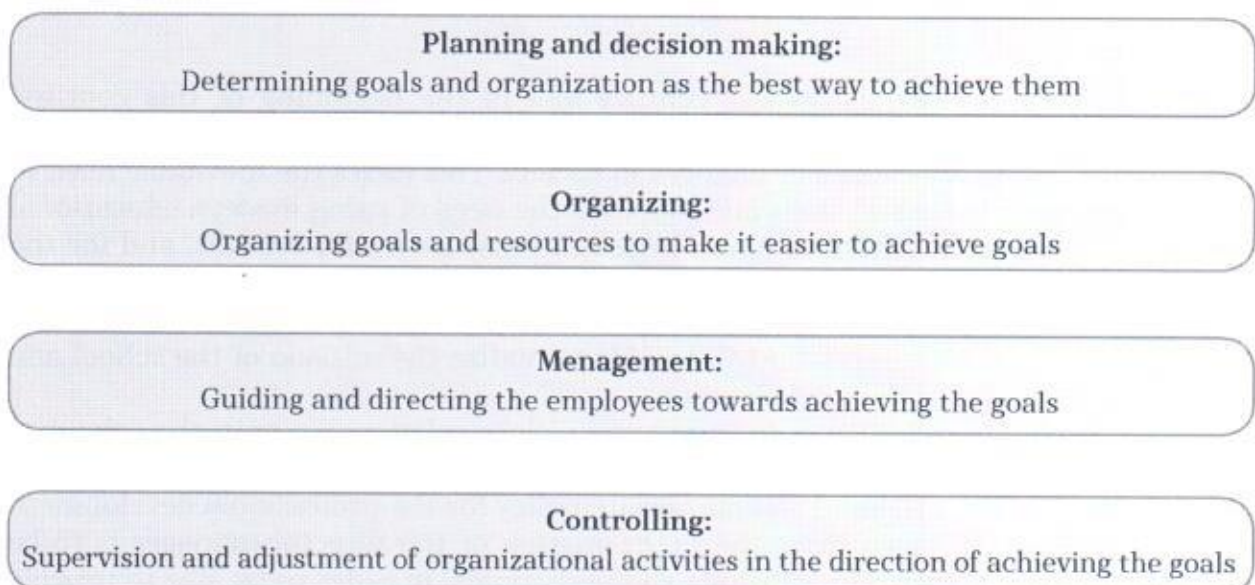 Planning and decision making:
Determining goals and organization as the best way to achieve them
Organizing:
Organizing goals and resources to make it easier to achieve goals
Menagement:
Guiding and directing the employees towards achieving the goals
Controlling:
Supervision and adjustment of organizational activities in the direction of achieving the goals